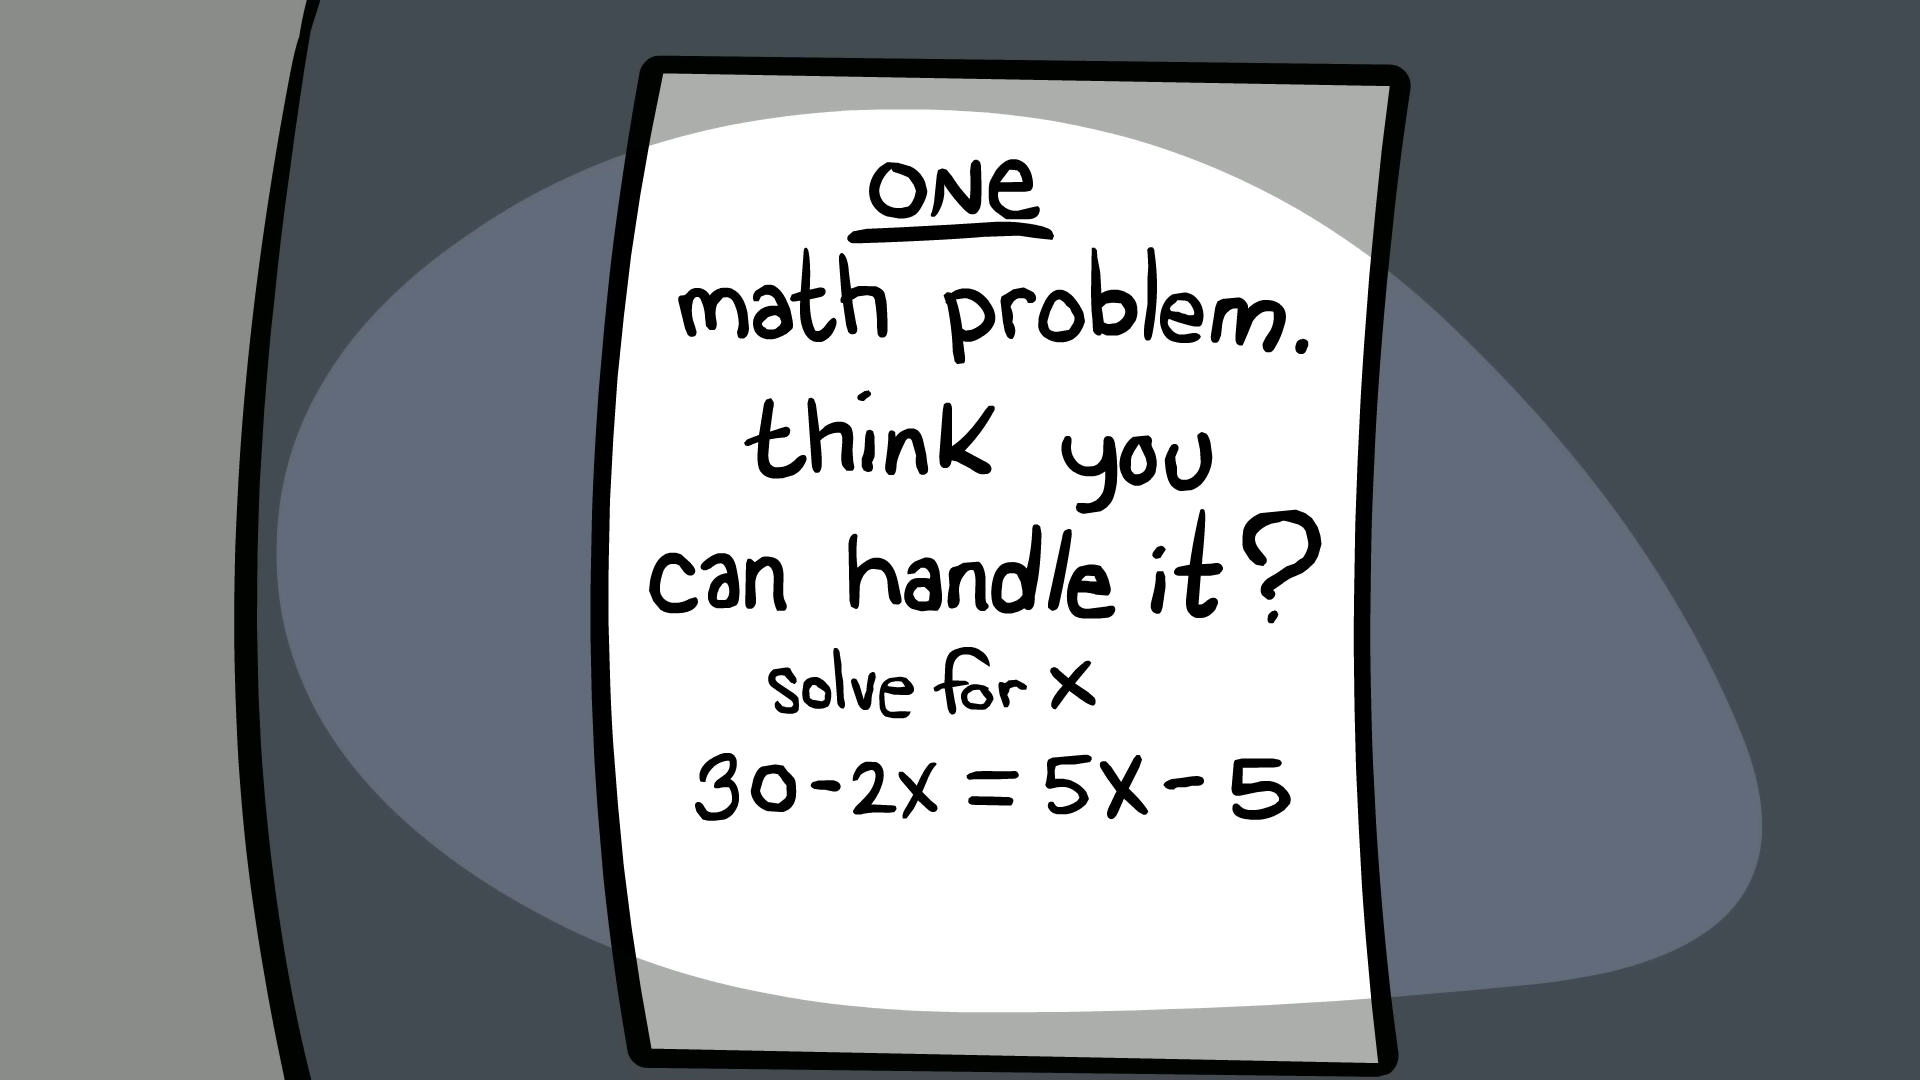 one
math problem.
think you
can handle it?
solve for x
30-2x = 5x-5